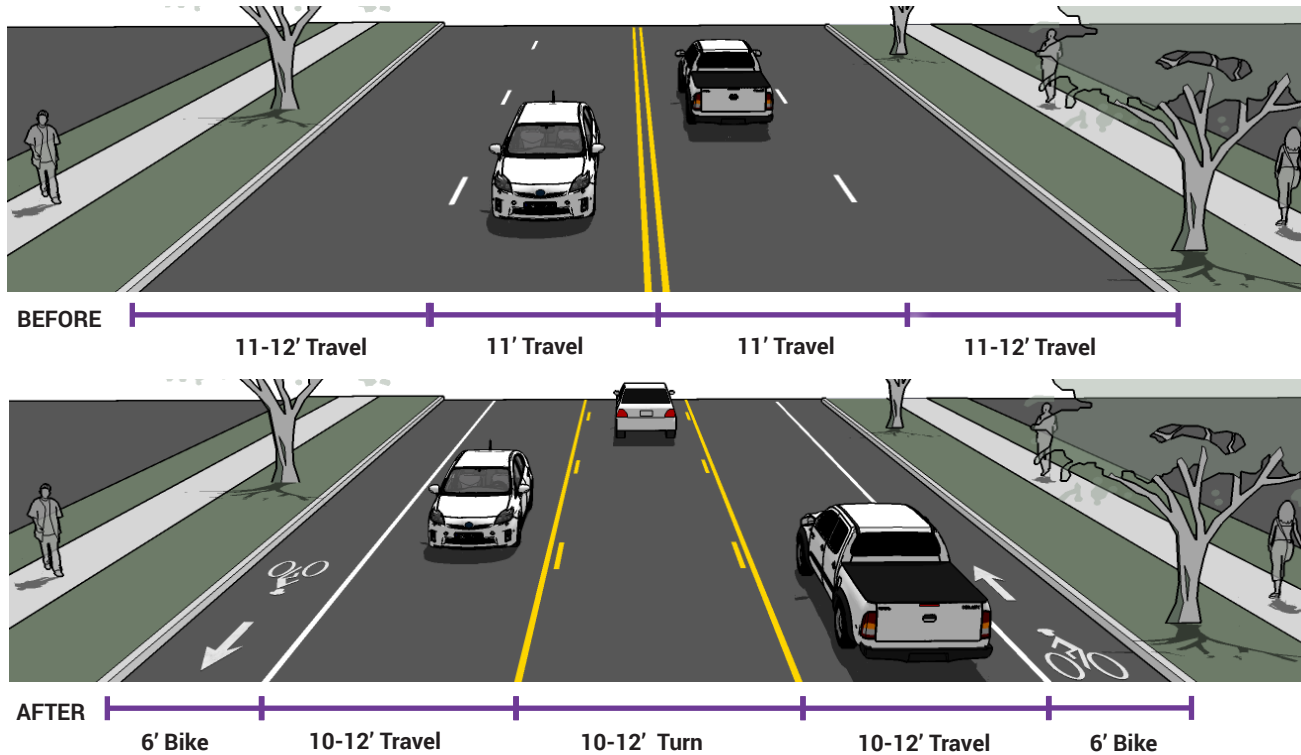 BEFORE
11-12’ Travel
11’ Travel
11’ Travel
11-12’ Travel
AFTER
6’ Bike
10-12’ Travel
10-12’ Turn
10-12’ Travel
6’ Bike